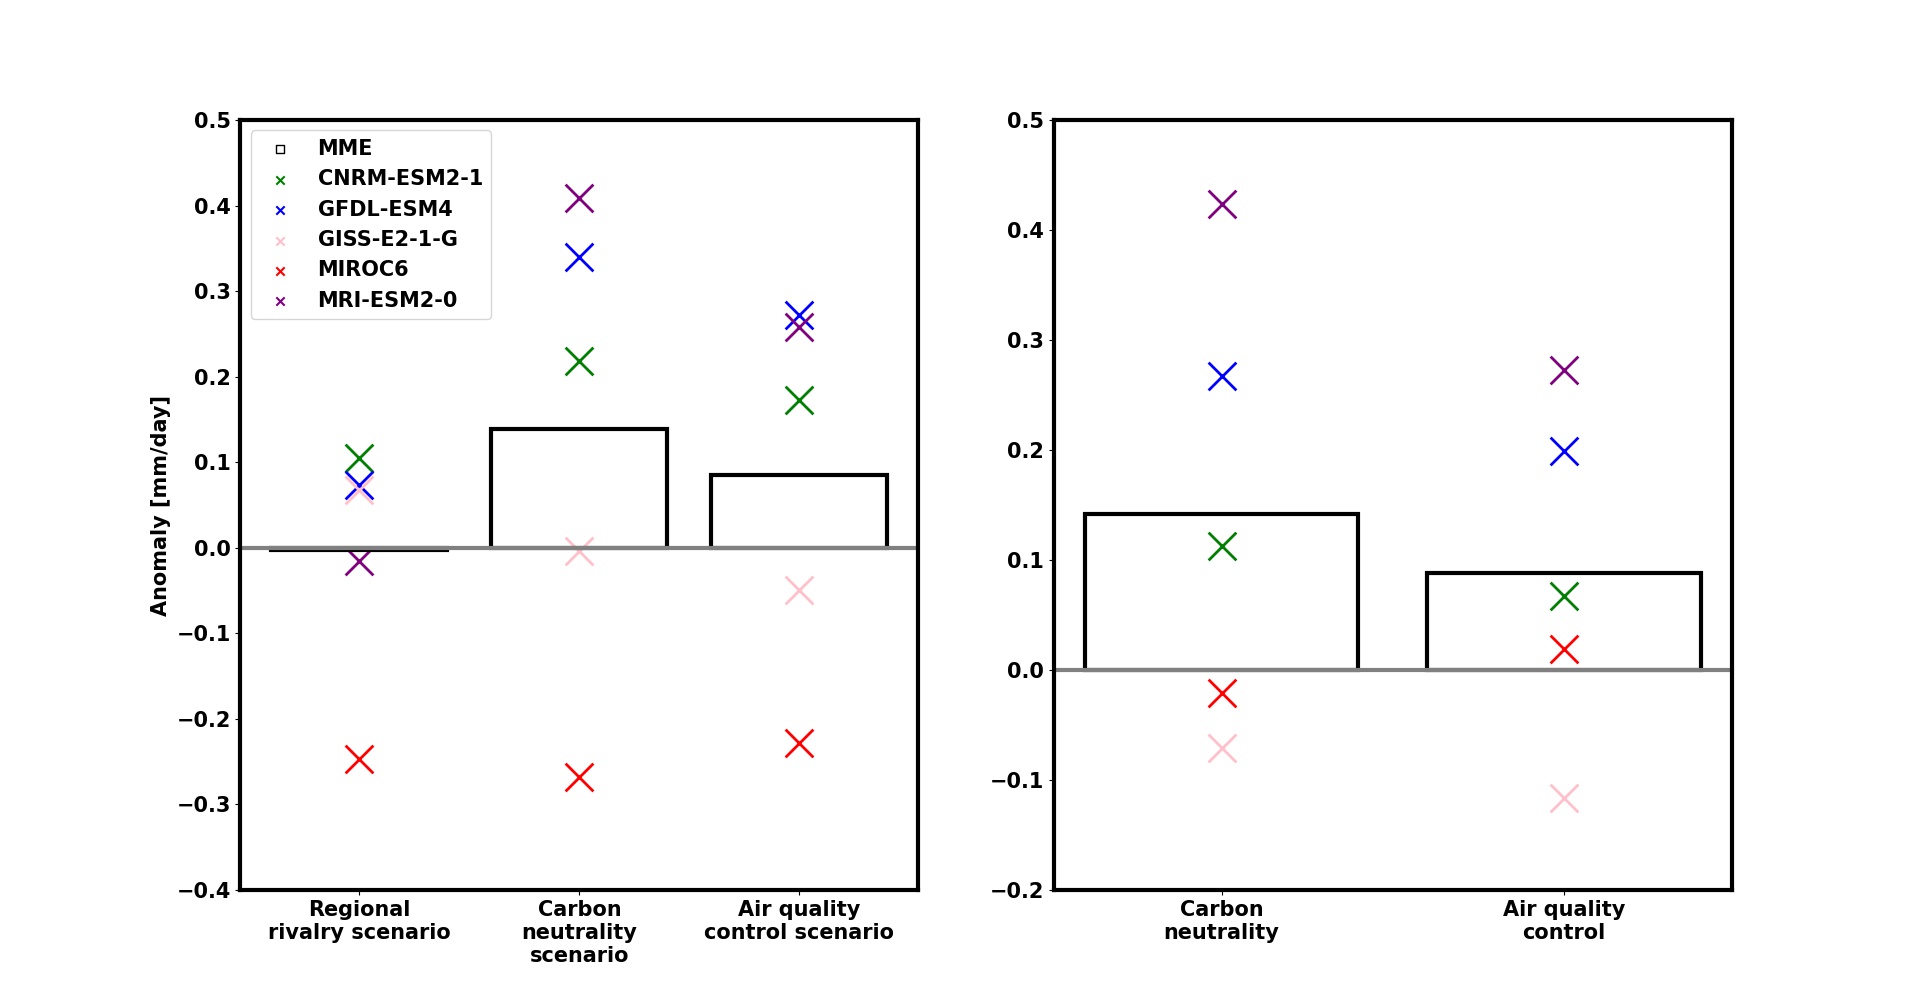 0.5
0.4
0.3
0.2
0.1
0.0
−0.1
−0.2
−0.3
−0.4
Anomaly [mm/day]
MME
CNRM-ESM2-1
GFDL-ESM4
GISS-E2-1-G
MIROC6
MRI-ESM2-0
Regional
rivalry scenario
Carbon
neutrality
scenario
Air quality
control scenario
0.5
0.4
0.3
0.2
0.1
0.0
−0.1
−0.2
Carbon
neutrality
Air quality
control